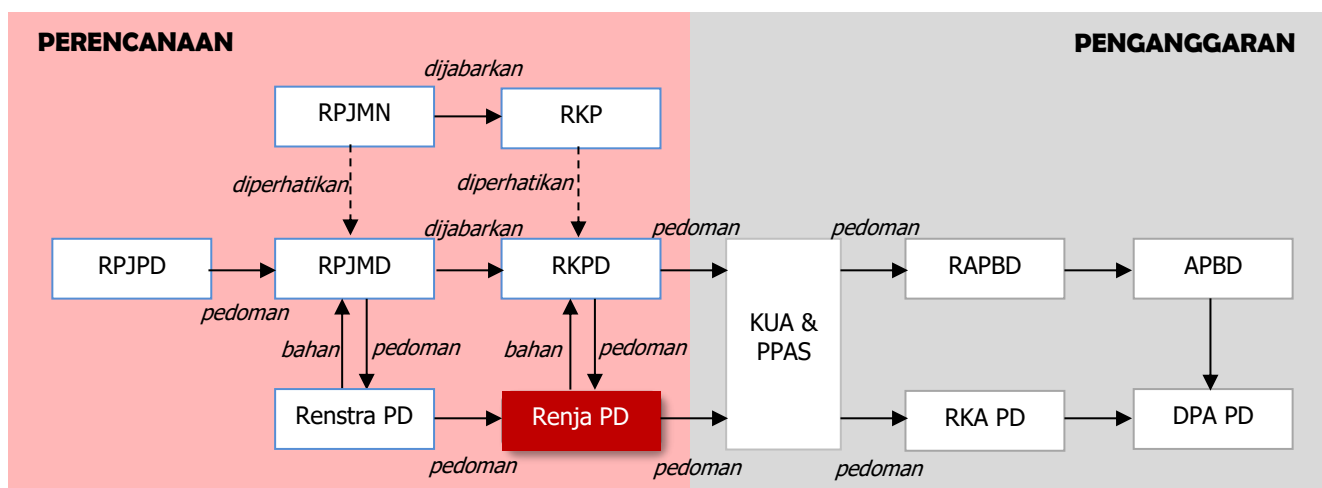 PERENCANAAN
PENGANGGARAN
dijabarkan
RPJMN
RKP
diperhatikan
diperhatikan
dijabarkan
pedoman
pedoman
RPJPD
RPJMD
RKPD
RAPBD
APBD
pedoman
KUA &
PPAS
bahan
pedoman
bahan
pedoman
Renstra PD
Renja PD
RKA PD
DPA PD
pedoman
pedoman
pedoman